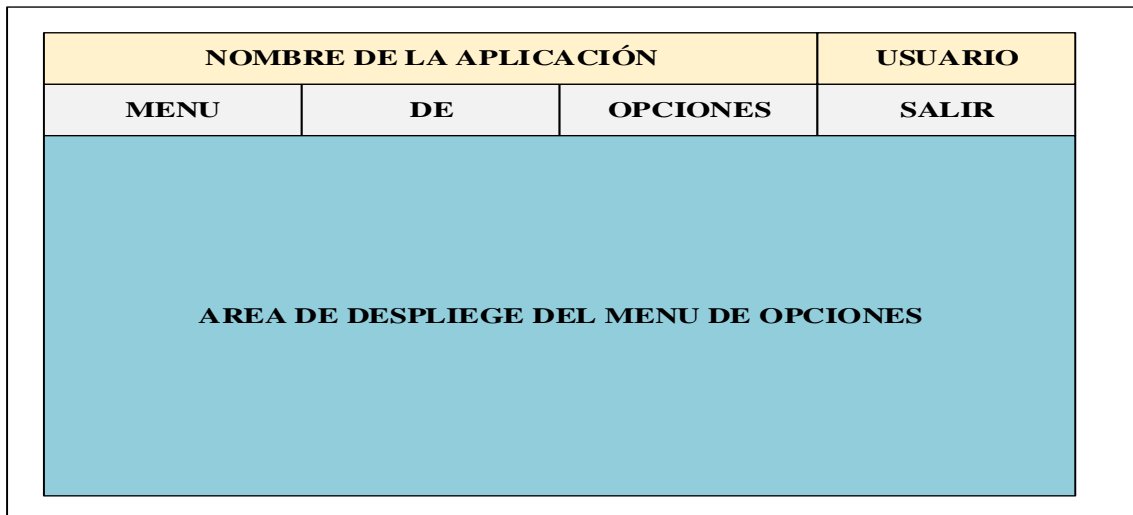 NOMBRE DE LA APLICACIÓN USUARIO
MENU DE OPCIONES SALIR
AREA DE DESPLIEGE DEL MENU DE OPCIONES